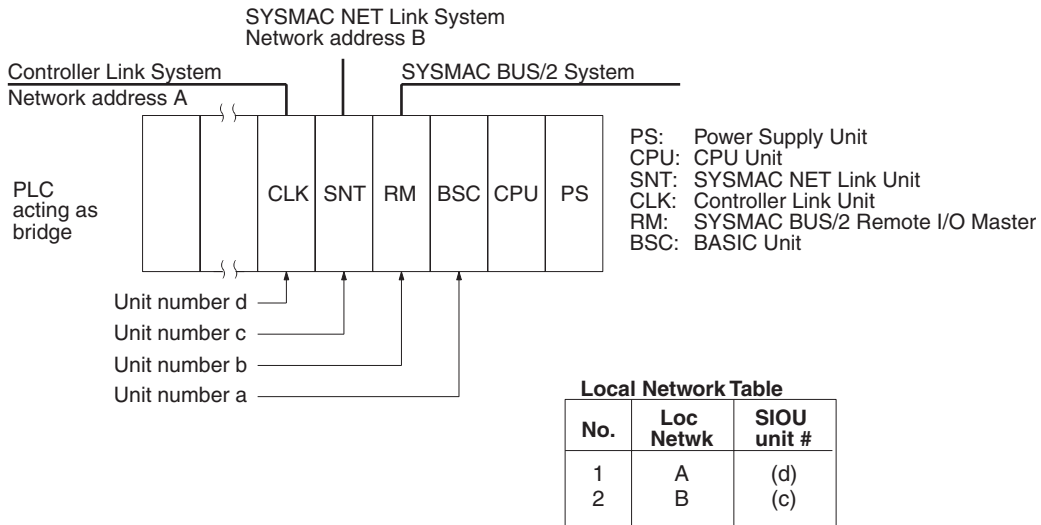 SYSMAC NET Link System
Network address B
Controller Link System
SYSMAC BUS/2 System
Network address A
PLC
acting as
bridge
CLK SNT RM BSC CPU PS
PS: Power Supply Unit
CPU: CPU Unit
SNT: SYSMAC NET Link Unit
CLK: Controller Link Unit
RM: SYSMAC BUS/2 Remote I/O Master
BSC: BASIC Unit
Unit number d
Unit number c
Unit number b
Unit number a
Local Network Table
No. Loc Netwk SIOU unit #
1 A (d)
2 B (c)